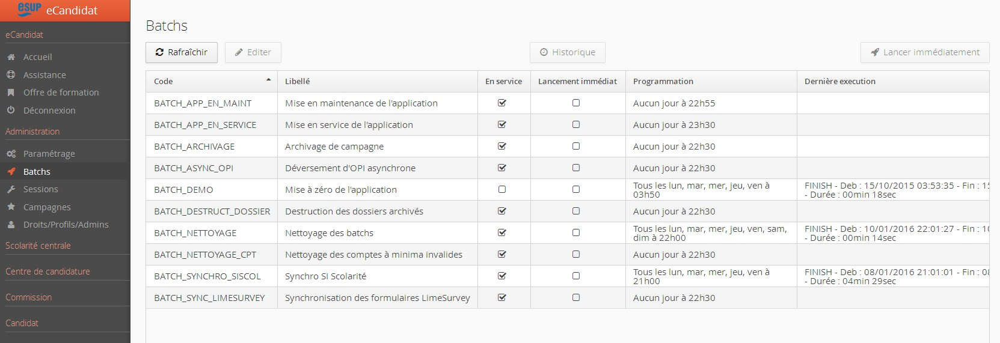 esup eCandidat
eCandidat
Accueil
Assistance
Offre de formation
Déconnexion
Administration
Paramétrage
Batchs
Sessions
Campagnes
Droits/Profils/Admins
Scolarité centrale
Centre de candidature
Commission
Candidat
Batchs
Rafraîchir Editer Historique Lancer immédiatement
Code Libellé En service Lancement immédiat Programmation Dernière execution
BATCH_APP_EN_MAINT Mise en maintenance de l'application Aucun jour à 22h55
BATCH_APP_EN_SERVICE Mise en service de l'application Aucun jour à 23h30
BATCH_ARCHIVAGE Archivage de campagne Aucun jour à 22h30
BATCH_ASYNC_OPI Déversement d'OPI asynchrone Aucun jour à 22h30
BATCH_DEMO Mise à zéro de l'application Tous les lun, mar, mer, jeu, ven à 03h50 FINISH - Deb : 15/10/2015 03:53:35 - Fin : 15 - Durée : 00min 18sec
BATCH_DESTRUCT_DOSSIER Destruction des dossiers archivés Aucun jour à 22h30
BATCH_NETTOYAGE Nettoyage des batchs Tous les lun, mar, mer, jeu, ven, sam, dim à 22h00 FINISH - Deb : 10/01/2016 22:01:27 - Fin : 10 - Durée : 00min 14sec
BATCH_NETTOYAGE_CPT Nettoyage des comptes à minima invalides Aucun jour à 22h30
BATCH_SYNCHRO_SISCOL Synchro SI Scolarité Tous les lun, mar, mer, jeu, ven à 21h00 FINISH - Deb : 08/01/2016 21:01:01 - Fin : 08 - Durée : 04min 29sec
BATCH_SYNC_LIMESURVEY Synchronisation des formulaires LimeSurvey Aucun jour à 22h30